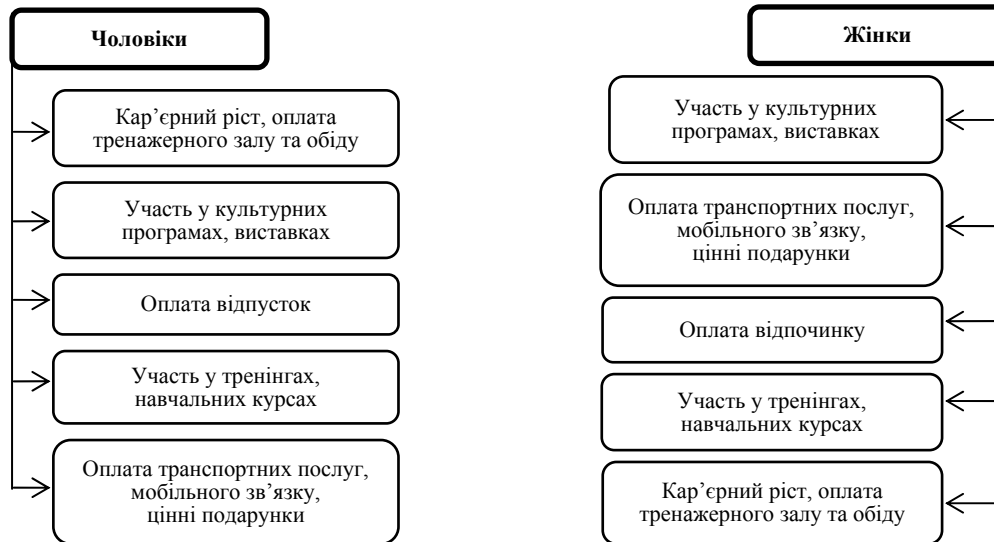 Чоловіки
Кар’єрний ріст, оплата
тренажерного залу та обіду
Участь у культурних
програмах, виставках
Оплата відпусток
Участь у тренінгах,
навчальних курсах
Оплата транспортних послуг,
мобільного зв’язку,
цінні подарунки
Жінки
Участь у культурних
програмах, виставках
Оплата транспортних послуг,
мобільного зв’язку,
цінні подарунки
Оплата відпочинку
Участь у тренінгах,
навчальних курсах
Кар’єрний ріст, оплата
тренажерного залу та обіду